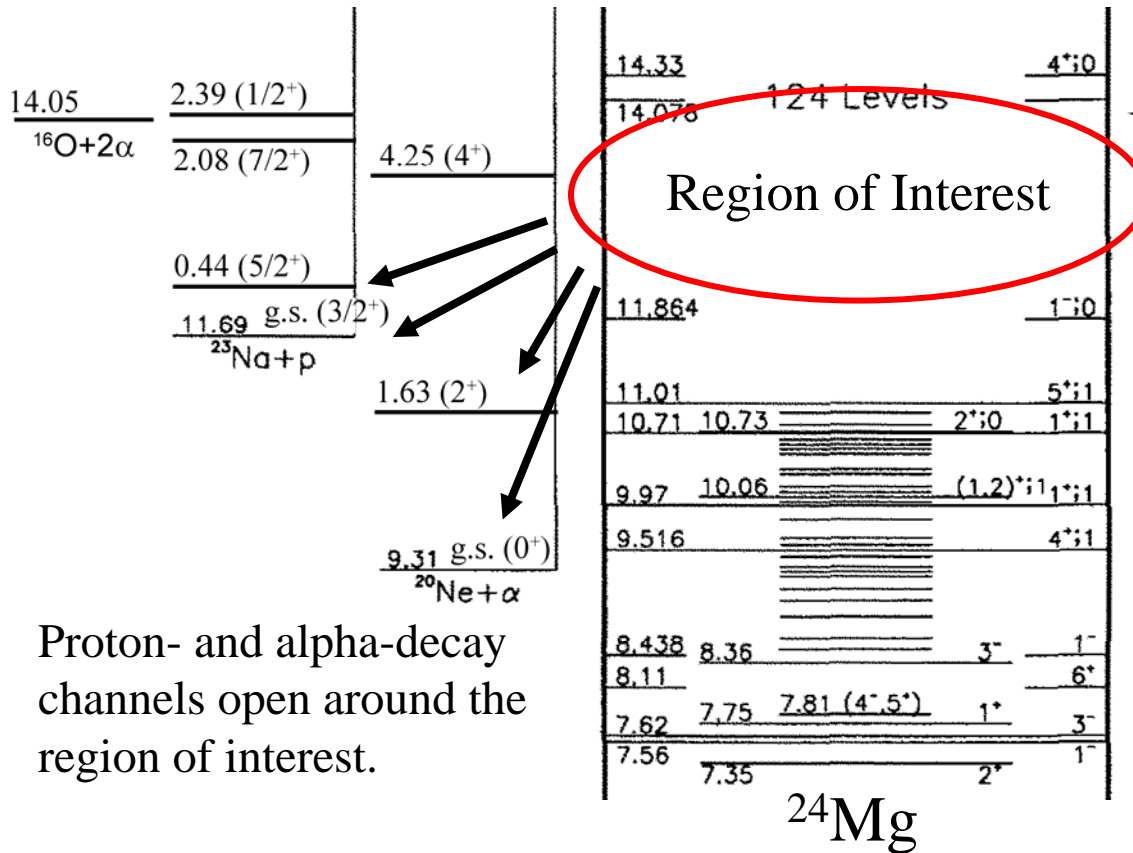 14.05
¹⁶O+2α
2.39 (1/2⁺)
2.08 (7/2⁺)
0.44 (5/2⁺)
11.69 g.s. (3/2⁺)
²³Na+p
4.25 (4⁺)
1.63 (2⁺)
9.31 g.s. (0⁺)
²⁰Ne+α
14.33 4⁺;0
124 Levels
14.078
Region of Interest
11.864 1⁻;0
11.01 5⁺;1
10.71 10.73 2⁺;0 1⁺;1
9.97 10.06 (1,2)⁺;1 1⁺;1
9.516 4⁺;1
8.438 8.36 3⁻ 1⁻
8.11 6⁺
7.62 7.75 7.81 (4⁻,5⁺) 1⁺ 3⁻
7.56 1⁻
7.35 2⁺
²⁴Mg
Proton- and alpha-decay
channels open around the
region of interest.